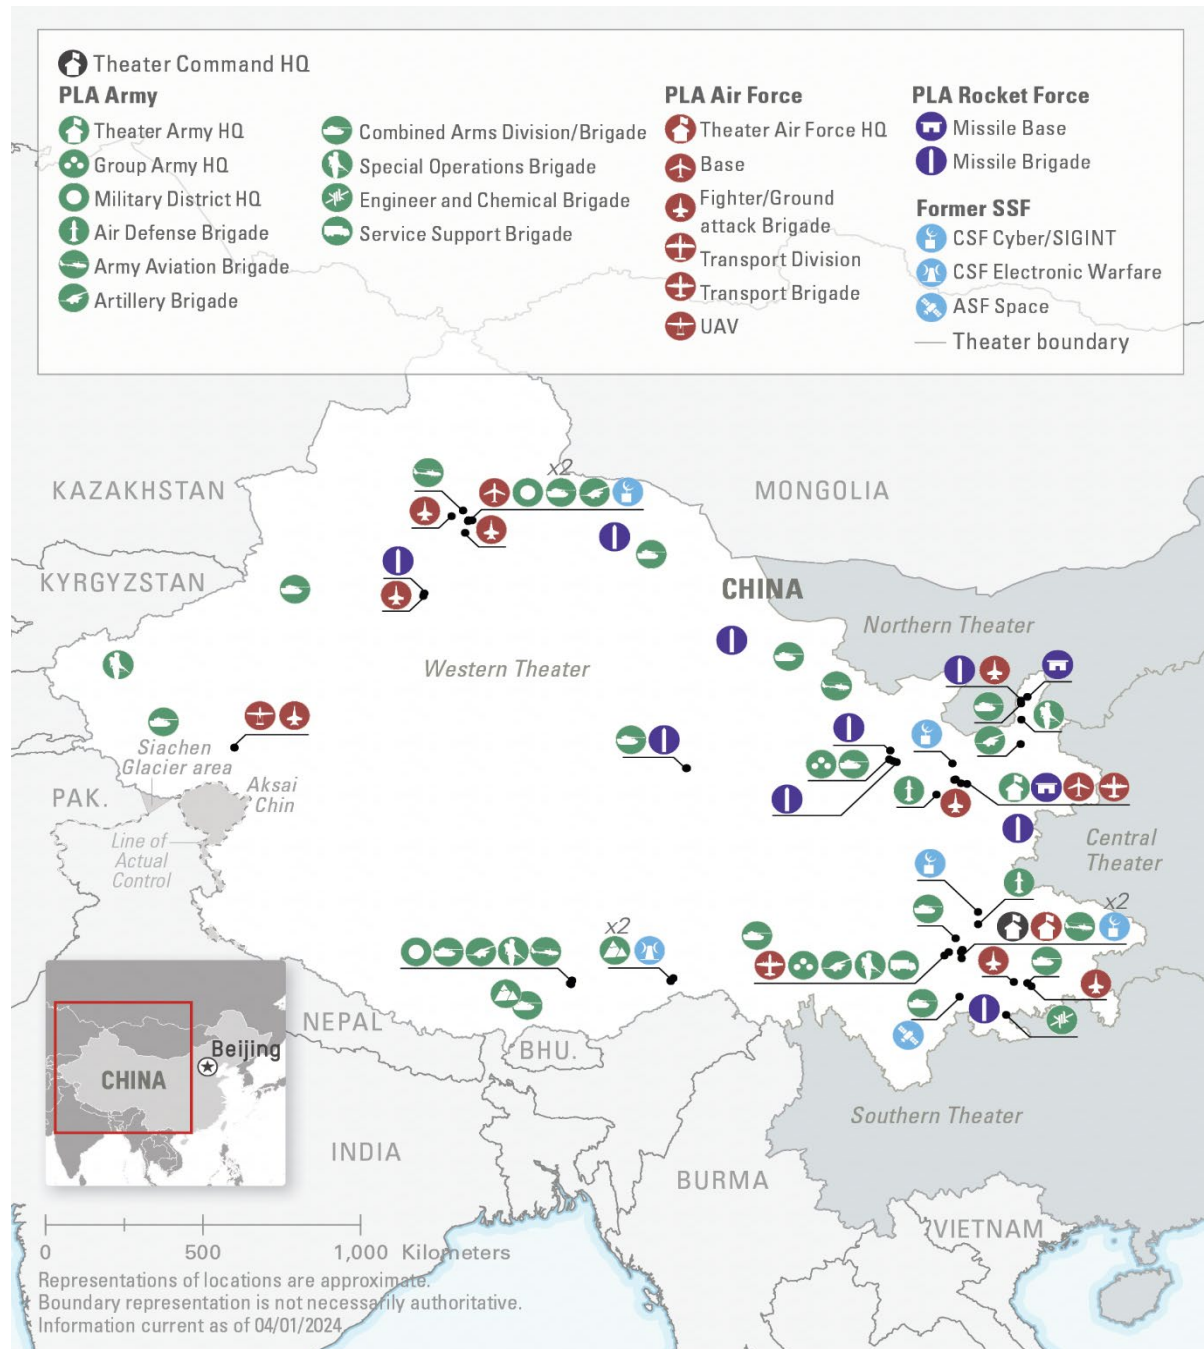 Theater Command HQ
PLA Army
Theater Army HQ
Group Army HQ
Military District HQ
Air Defense Brigade
Army Aviation Brigade
Artillery Brigade
Combined Arms Division/Brigade
Special Operations Brigade
Engineer and Chemical Brigade
Service Support Brigade
PLA Air Force
Theater Air Force HQ
Base
Fighter/Ground
attack Brigade
Transport Division
Transport Brigade
UAV
PLA Rocket Force
Missile Base
Missile Brigade
Former SSF
CSF Cyber/SIGINT
CSF Electronic Warfare
ASF Space
Theater boundary
x2
KAZAKHSTAN
MONGOLIA
KYRGYZSTAN
CHINA
Northern Theater
Western Theater
Siachen
Glacier area
Aksai
Chin
PAK.
Line of
Actual
Control
Central
Theater
x2
x2
NEPAL
BHU.
Beijing
CHINA
Southern Theater
INDIA
BURMA
VIETNAM
0 500 1,000 Kilometers
Representations of locations are approximate.
Boundary representation is not necessarily authoritative.
Information current as of 04/01/2024